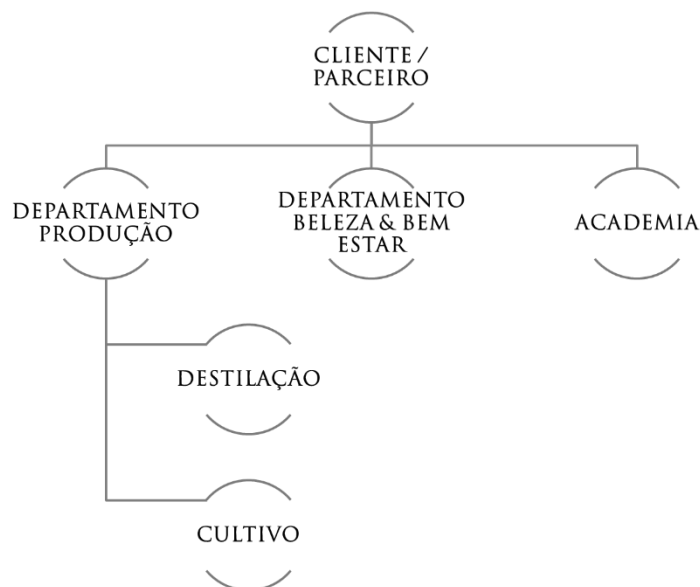 CLIENTE /
PARCEIRO
DEPARTAMENTO
PRODUÇÃO
DEPARTAMENTO
BELEZA & BEM
ESTAR
ACADEMIA
DESTILAÇÃO
CULTIVO